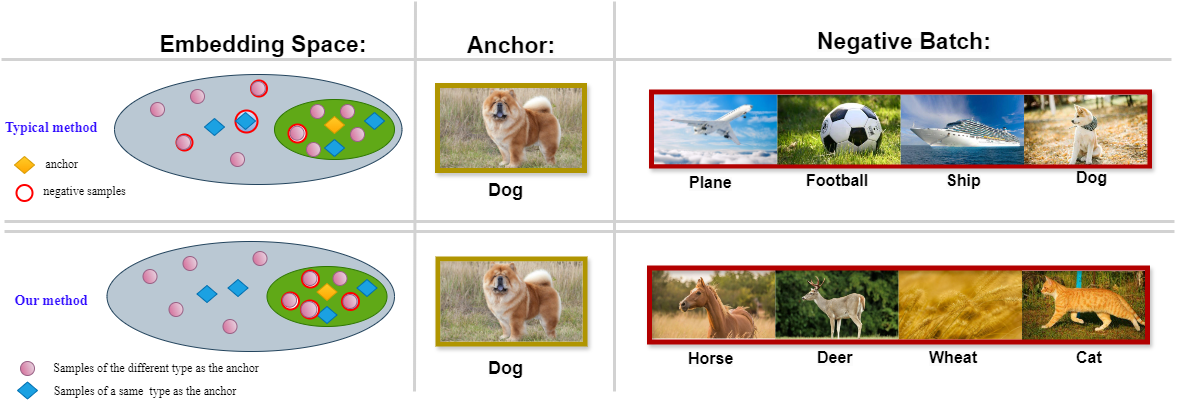 Embedding Space:
Anchor:
Negative Batch:
Typical method
anchor
negative samples
Dog
Plane
Football
Ship
Dog
Our method
Samples of the different type as the anchor
Samples of a same type as the anchor
Dog
Horse
Deer
Wheat
Cat